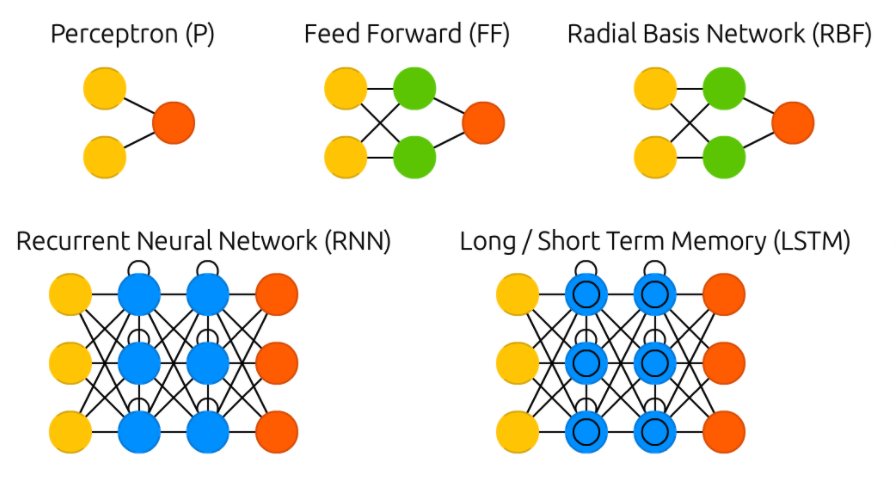 Perceptron (P)
Feed Forward (FF)
Radial Basis Network (RBF)
Recurrent Neural Network (RNN)
Long / Short Term Memory (LSTM)